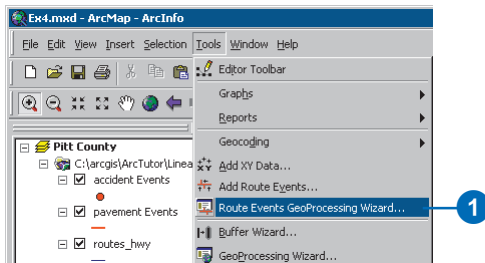 Ex4.mxd - ArcMap - ArcInfo
File Edit View Insert Selection Tools Window Help
Editor Toolbar
Graphs
Reports
Geocoding
Add XY Data...
Add Route Events...
Route Events GeoProcessing Wizard...
1
Buffer Wizard...
GeoProcessing Wizard...
Pitt County
C:\arcgis\ArcTutor\Linea
accident Events
pavement Events
routes_hwy